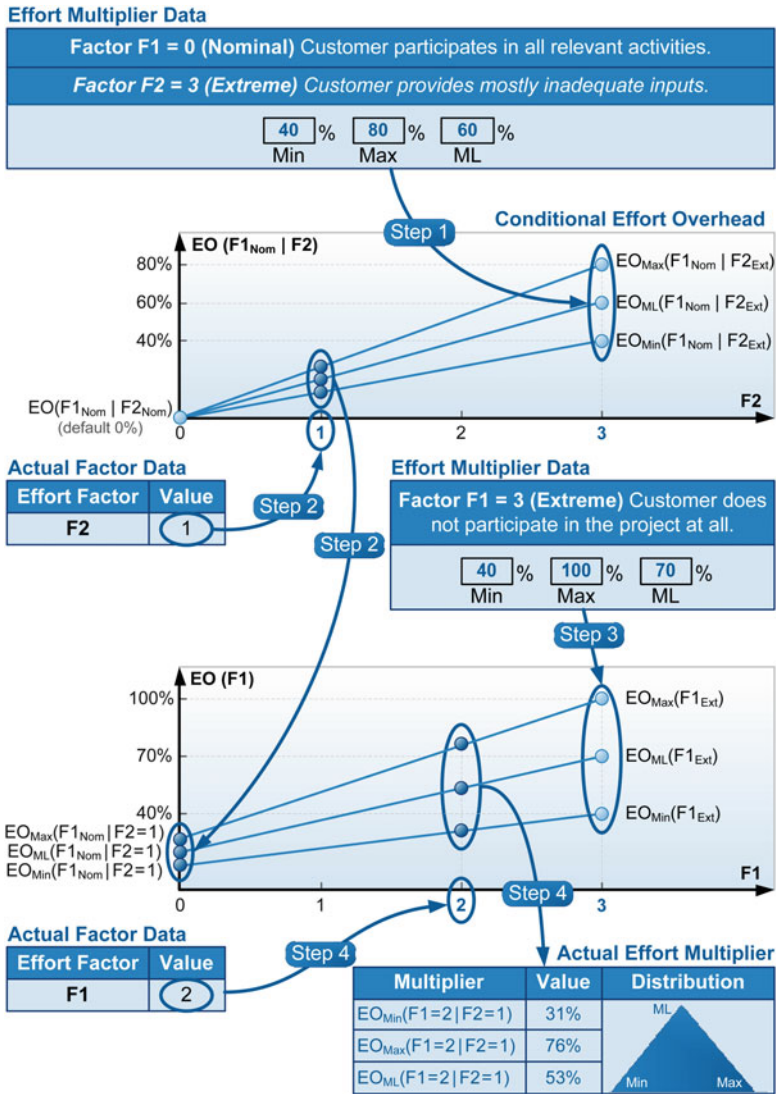 Effort Multiplier Data
Factor F1 = 0 (Nominal) Customer participates in all relevant activities.
Factor F2 = 3 (Extreme) Customer provides mostly inadequate inputs.
40 % 80 % 60 %
Min Max ML
Step 1
Conditional Effort Overhead
EO (F1Nom | F2)
80%
60%
40%
EOMax(F1Nom | F2Ext)
EOML(F1Nom | F2Ext)
EOMin(F1Nom | F2Ext)
EO(F1Nom | F2Nom)
(default 0%)
F2
0 1 2 3
Actual Factor Data
Effort Factor Value
F2 1
Step 2
Step 2
Effort Multiplier Data
Factor F1 = 3 (Extreme) Customer does
not participate in the project at all.
40 % 100 % 70 %
Min Max ML
Step 3
EO (F1)
100%
70%
40%
EOMax(F1Ext)
EOML(F1Ext)
EOMin(F1Ext)
EOMax(F1Nom | F2=1)
EOML(F1Nom | F2=1)
EOMin(F1Nom | F2=1)
F1
0 1 2 3
Actual Factor Data
Effort Factor Value
F1 2
Step 4
Step 4
Actual Effort Multiplier
Multiplier Value Distribution
EOMin(F1=2 | F2=1) 31%
EOMax(F1=2 | F2=1) 76%
EOML(F1=2 | F2=1) 53%
ML
Min Max